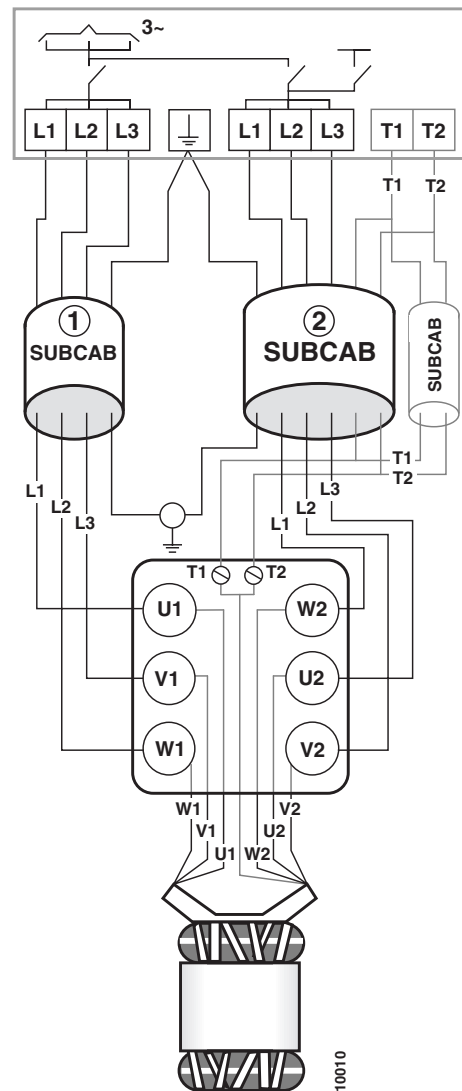 3~
L1 L2 L3 L1 L2 L3 T1 T2
T1 T2
1 SUBCAB
2 SUBCAB
SUBCAB
T1
T2
L1
L2
L3
L3
L2
L1
T1 T2
U1 W2
V1 U2
W1 V2
W1
V1
U1
W2
U2
V2
10010